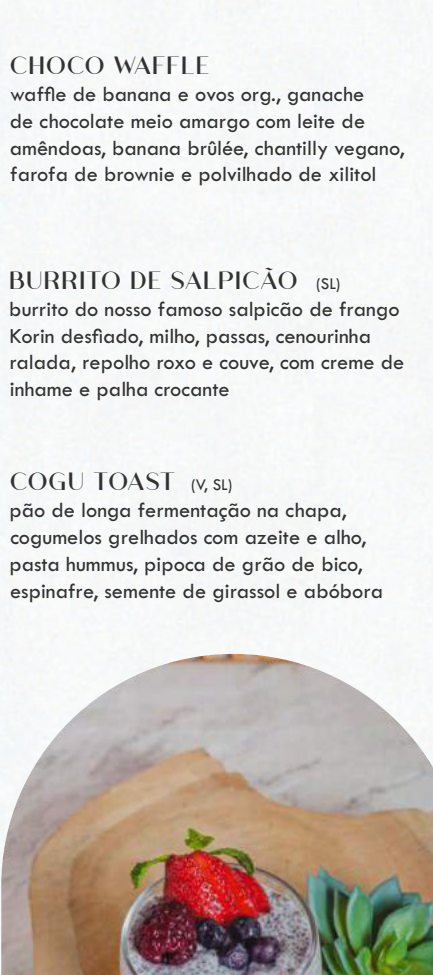 CHOCO WAFFLE
waffle de banana e ovos org., ganache
de chocolate meio amargo com leite de
amêndoas, banana brûlée, chantilly vegano,
farofa de brownie e polvilhado de xilitol
BURRITO DE SALPICÃO (SL)
burrito do nosso famoso salpicão de frango
Korin desfiado, milho, passas, cenourinha
ralada, repolho roxo e couve, com creme de
inhame e palha crocante
COGU TOAST (V, SL)
pão de longa fermentação na chapa,
cogumelos grelhados com azeite e alho,
pasta hummus, pipoca de grão de bico,
espinafre, semente de girassol e abóbora